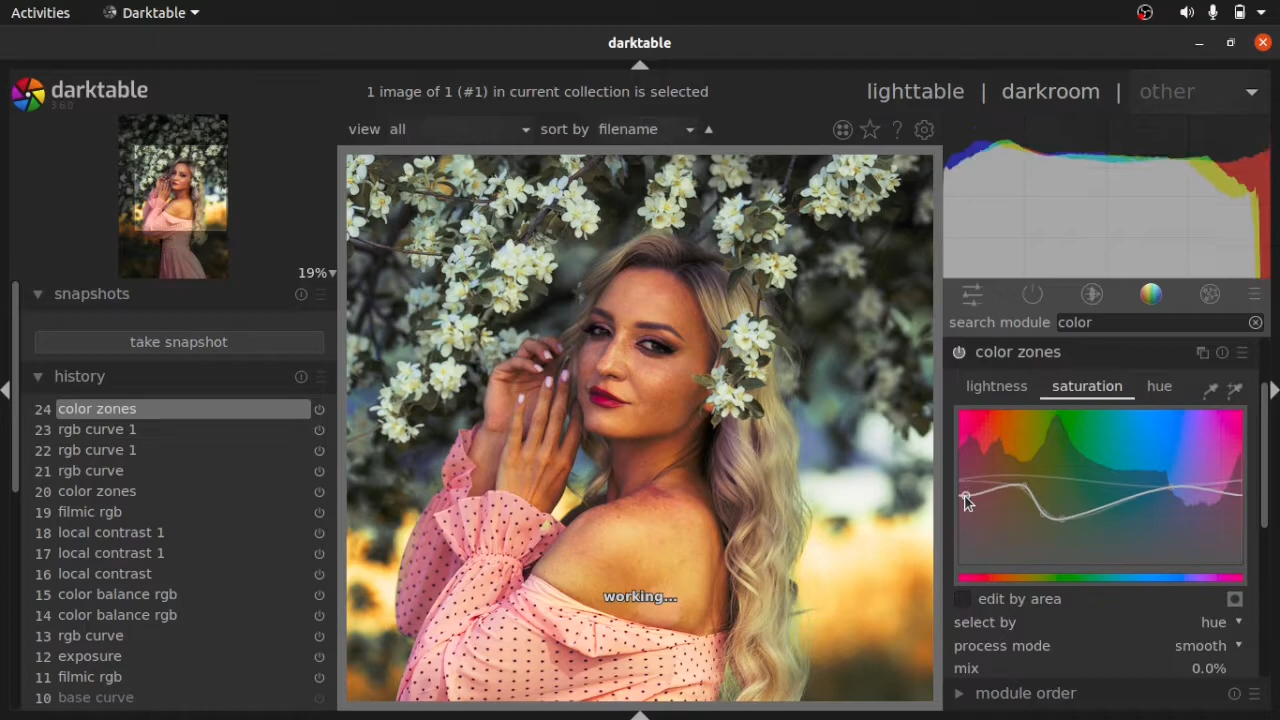 Activities
Darktable
darktable
darktable
3.6.0
1 image of 1 (#1) in current collection is selected
lighttable | darkroom | other
view all
sort by filename
19%
snapshots
take snapshot
history
24 color zones
23 rgb curve 1
22 rgb curve 1
21 rgb curve
20 color zones
19 filmic rgb
18 local contrast 1
17 local contrast 1
16 local contrast
15 color balance rgb
14 color balance rgb
13 rgb curve
12 exposure
11 filmic rgb
10 base curve
working...
search module color
color zones
lightness saturation hue
edit by area
select by hue
process mode smooth
mix 0.0%
module order